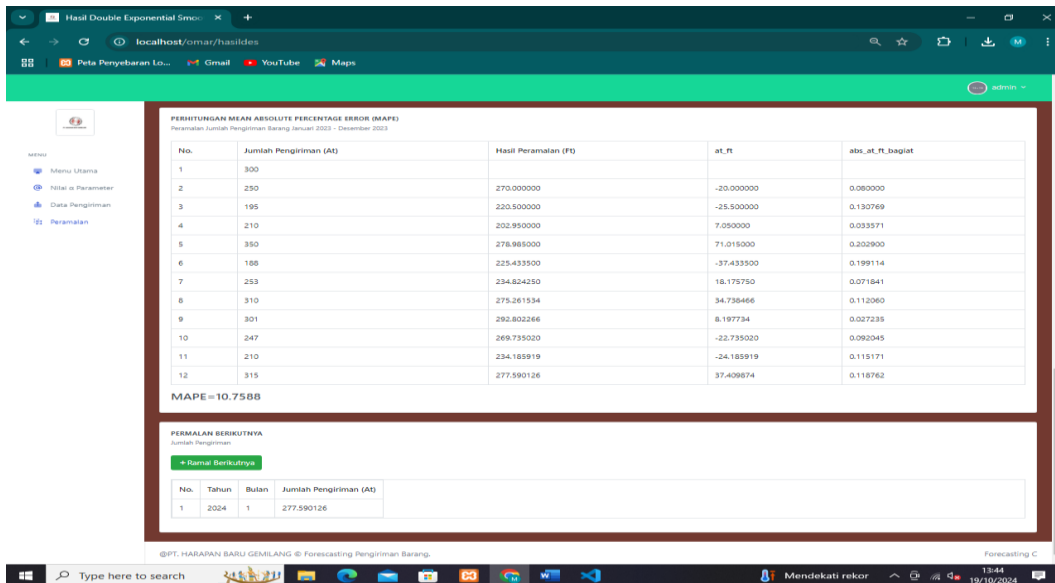 Hasil Double Exponential Smoo
localhost/omar/hasildes
M
Peta Penyebaran Lo... Gmail YouTube Maps
admin
MENU
Menu Utama
Nilai α Parameter
Data Pengiriman
Peramalan
PERHITUNGAN MEAN ABSOLUTE PERCENTAGE ERROR (MAPE)
Peramalan Jumlah Pengiriman Barang Januari 2023 - Desember 2023
No. Jumlah Pengiriman (At) Hasil Peramalan (Ft) at_ft abs_at_ft_bagiat
1 300
2 250 270.000000 -20.000000 0.080000
3 195 220.500000 -25.500000 0.130769
4 210 202.950000 7.050000 0.033571
5 350 278.985000 71.015000 0.202900
6 188 225.433500 -37.433500 0.199114
7 253 234.824250 18.175750 0.071841
8 310 275.261534 34.738466 0.112060
9 301 292.802266 8.197734 0.027235
10 247 269.735020 -22.735020 0.092045
11 210 234.185919 -24.185919 0.115171
12 315 277.590126 37.409874 0.118762
MAPE=10.7588
PERMALAN BERIKUTNYA
Jumlah Pengiriman
+ Ramal Berikutnya
No. Tahun Bulan Jumlah Pengiriman (At)
1 2024 1 277.590126
@PT. HARAPAN BARU GEMILANG © Forescasting Pengiriman Barang.
Forecasting C
Type here to search
Mendekati rekor
13:44
19/10/2024